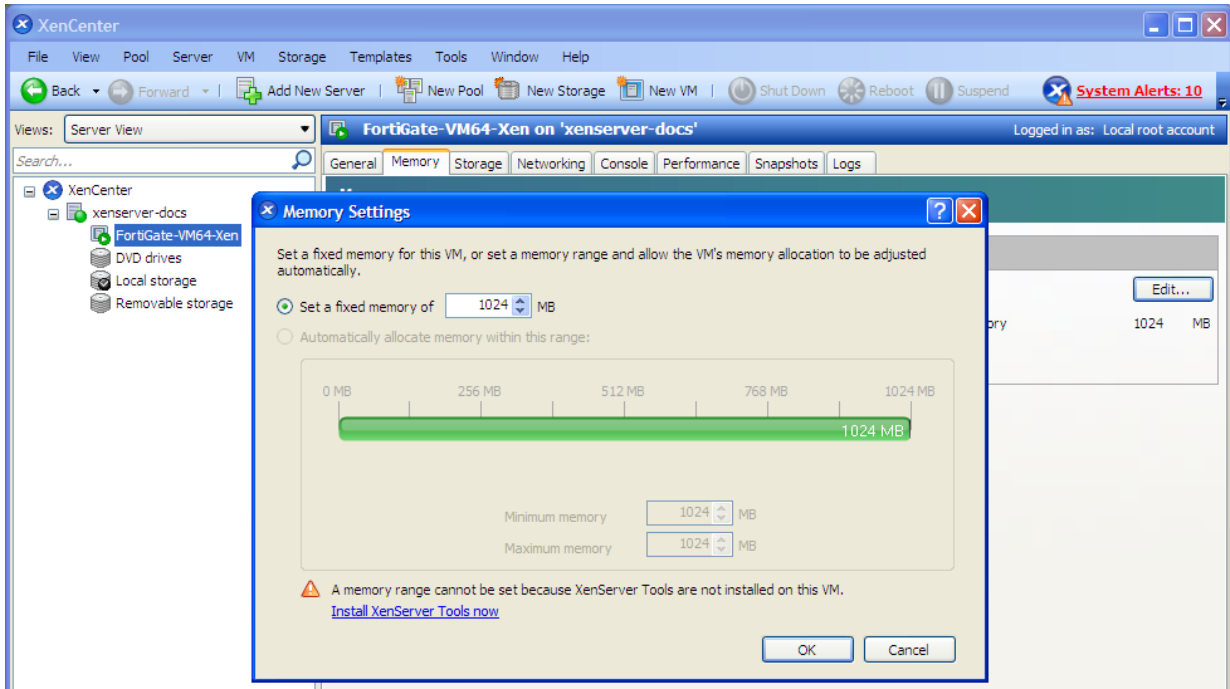 XenCenter
File View Pool Server VM Storage Templates Tools Window Help
Back Forward Add New Server New Pool New Storage New VM Shut Down Reboot Suspend System Alerts: 10
Views: Server View
FortiGate-VM64-Xen on 'xenserver-docs' Logged in as: Local root account
Search...
General Memory Storage Networking Console Performance Snapshots Logs
XenCenter
xenserver-docs
FortiGate-VM64-Xen
DVD drives
Local storage
Removable storage
Memory Settings
Set a fixed memory for this VM, or set a memory range and allow the VM's memory allocation to be adjusted
automatically.
Set a fixed memory of 1024 MB
Automatically allocate memory within this range:
0 MB 256 MB 512 MB 768 MB 1024 MB
1024 MB
Minimum memory 1024 MB
Maximum memory 1024 MB
A memory range cannot be set because XenServer Tools are not installed on this VM.
Install XenServer Tools now
OK Cancel
Edit...
ory 1024 MB